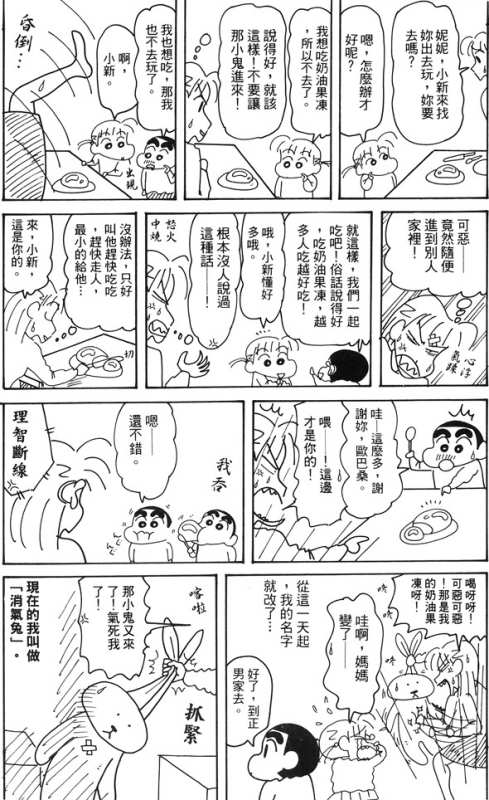 妮妮，小新來找
妳出去玩，妳要
去嗎？
嗯，怎麼辦才
好呢？
我想吃奶油果凍
，所以不去了。
說得好，就該
這樣！不要讓
那小鬼進來！
我也想吃，那我
也不去玩了。
啊，
小新。
出現
昏倒…
可惡——
竟然隨便
進到別人
家裡！
心浮
氣躁
就這樣，我們一起
吃吧！俗話說得好
，吃奶油果凍，越
多人吃越好吃！
哦，小新懂好
多哦。
根本沒人說過
這種話——！
怒火
中燒
沒辦法，只好
叫他趕快吃吃
，趕快走人，
最小的給他…
切
來，小新，
這是你的。
哇——這麼多，謝
謝妳，歐巴桑。
喂——！這邊
才是你的！
我吞
嗯——
還不錯。
理智斷線
喝呀呀！
可惡可惡
！那是我
的奶油果
凍呀！
咚
咚
咚
哇啊，媽媽
變了——
好了，到正
男家去。
從這一天起
，我的名字
就改了…
喀啦
那小鬼又來
了！氣死我
了！
抓緊
現在的我叫做
「消氣兔」。